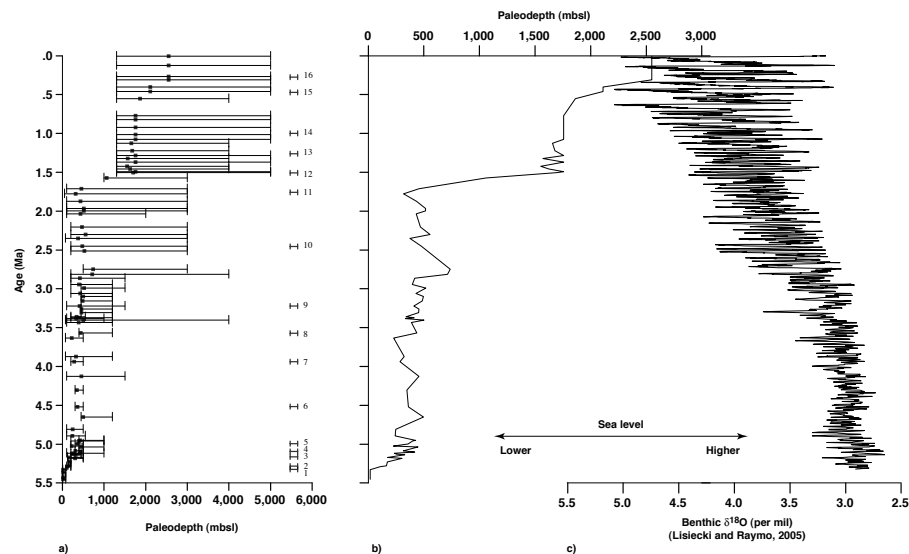 Paleodepth (mbsl)
0 500 1,000 1,500 2,000 2,500 3,000
.0
.5
1.0
1.5
2.0
2.5
3.0
3.5
4.0
4.5
5.0
5.5
Age (Ma)
16
15
14
13
12
11
10
9
8
7
6
5
4
3
2
1
0 1,000 2,000 3,000 4,000 5,000 6,000
Paleodepth (mbsl)
Sea level
Lower Higher
5.5 5.0 4.5 4.0 3.5 3.0 2.5
Benthic δ18O (per mil)
(Lisiecki and Raymo, 2005)
a) b) c)